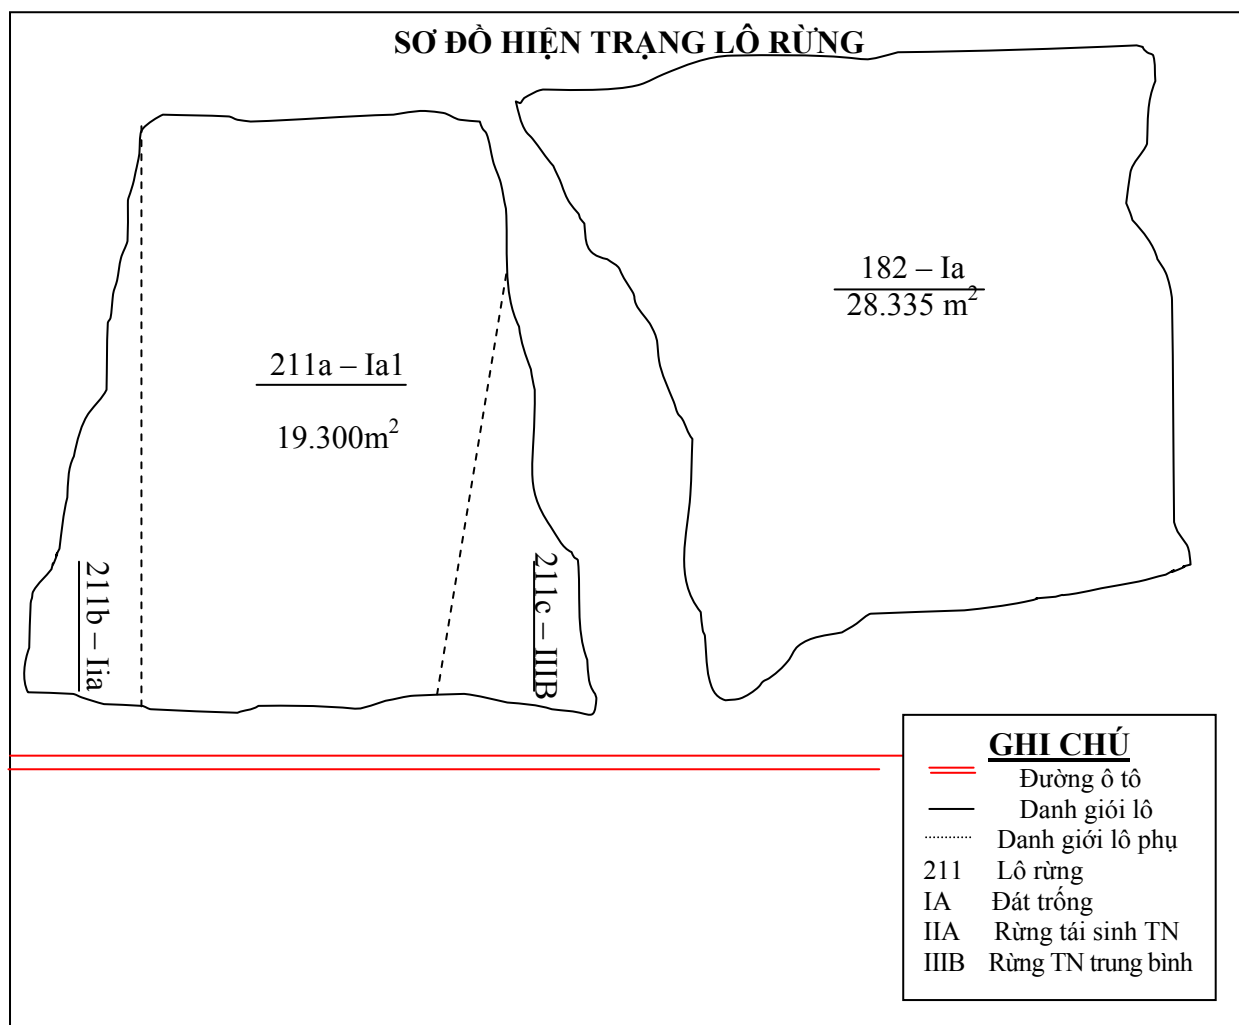 SƠ ĐỒ HIỆN TRẠNG LÔ RỪNG
182 – Ia
28.335 m²
211a – Ia1
19.300m²
211b – Iia
211c – IIIB
GHI CHÚ
Đường ô tô
Danh giói lô
Danh giới lô phụ
211 Lô rừng
IA Đát trống
IIA Rừng tái sinh TN
IIIB Rừng TN trung bình